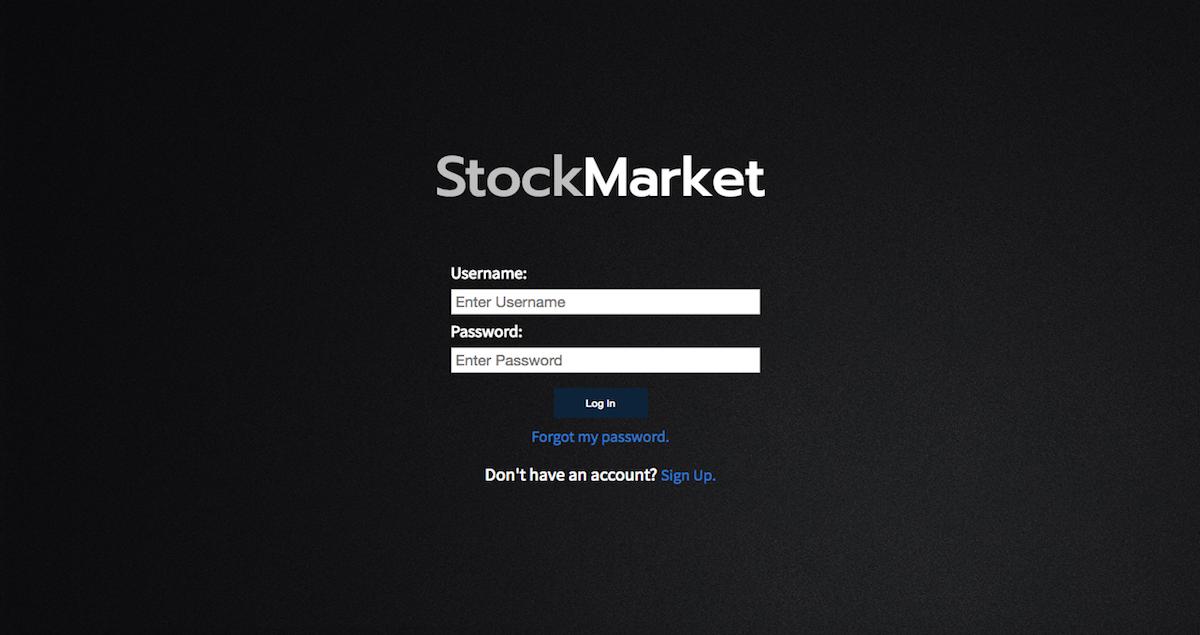 StockMarket
Username:
Enter Username
Password:
Enter Password
Log In
Forgot my password.
Don't have an account? Sign Up.